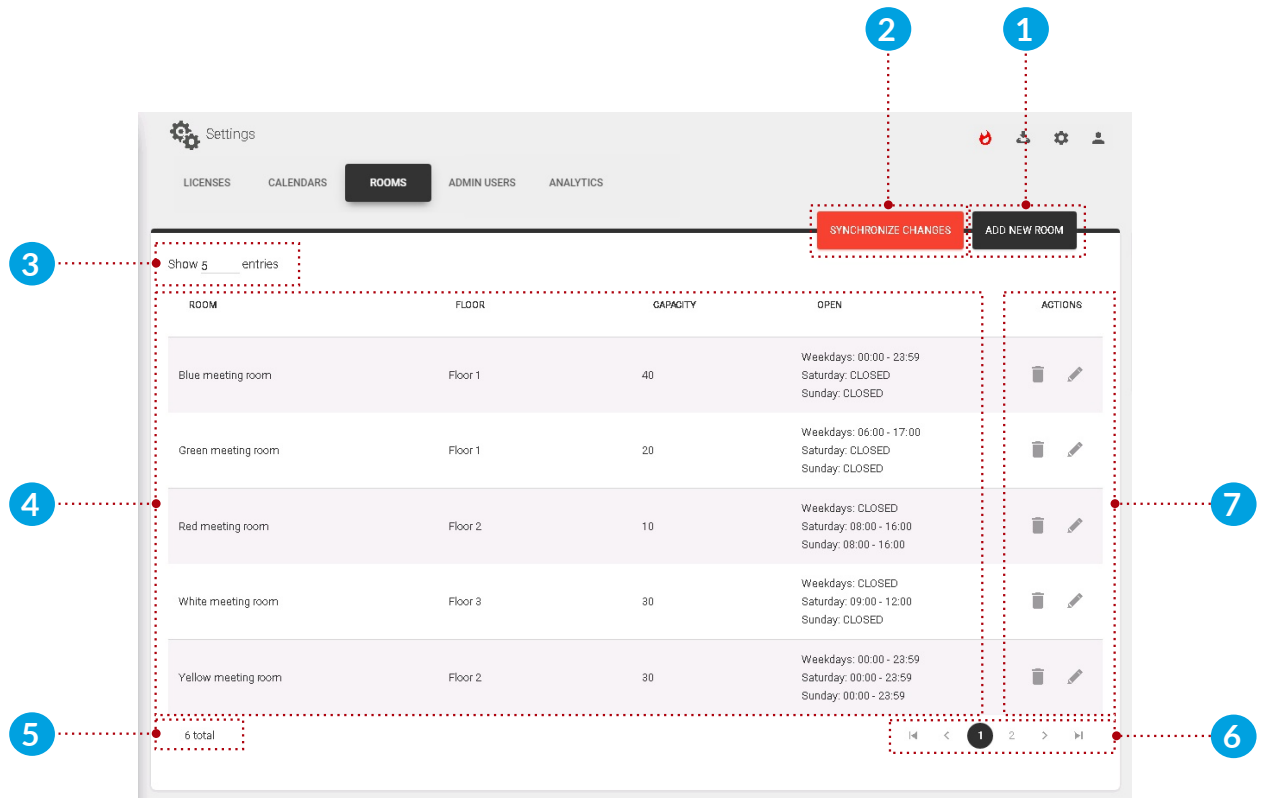 2 1
Settings
LICENSES CALENDARS ROOMS ADMIN USERS ANALYTICS
SYNCHRONIZE CHANGES ADD NEW ROOM
3 Show 5 entries
ROOM FLOOR CAPACITY OPEN ACTIONS
Weekdays: 00:00 - 23:59
Blue meeting room Floor 1 40 Saturday: CLOSED
Sunday: CLOSED
Weekdays: 06:00 - 17:00
Green meeting room Floor 1 20 Saturday: CLOSED
Sunday: CLOSED
4 Weekdays: CLOSED 7
Red meeting room Floor 2 10 Saturday: 08:00 - 16:00
Sunday: 08:00 - 16:00
Weekdays: CLOSED
White meeting room Floor 3 30 Saturday: 09:00 - 12:00
Sunday: CLOSED
Weekdays: 00:00 - 23:59
Yellow meeting room Floor 2 30 Saturday: 00:00 - 23:59
Sunday: 00:00 - 23:59
5 6 total 1 2 6